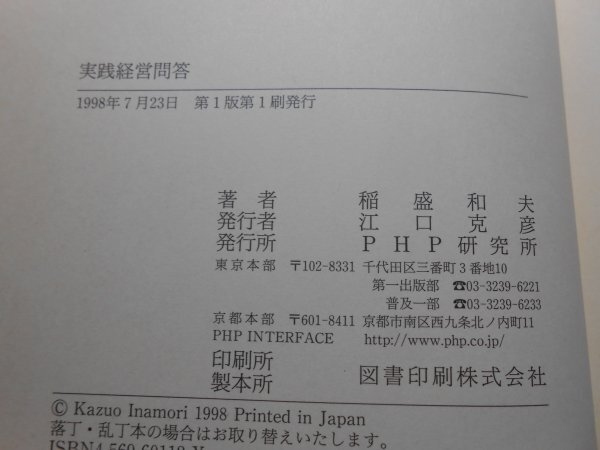 実践経営問答
1998年7月23日　第1版第1刷発行
著者　稲盛和夫
発行者　江口克彦
発行所　PHP研究所
東京本部　〒102-8331　千代田区三番町3番地10
第一出版部　☎03-3239-6221
普及一部　☎03-3239-6233
京都本部　〒601-8411　京都市南区西九条北ノ内町11
PHP INTERFACE　http://www.php.co.jp/
印刷所
製本所　図書印刷株式会社
© Kazuo Inamori 1998 Printed in Japan
落丁・乱丁本の場合はお取り替えいたします。
ISBN4-569-60118-X